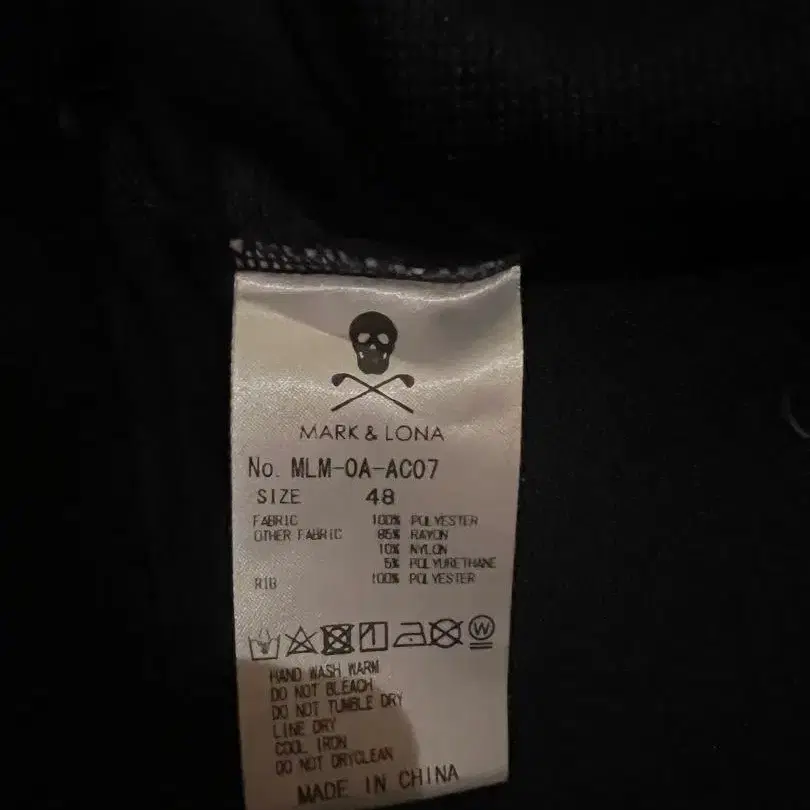 MARK & LONA
No. MLM-0A-AC07
SIZE 48
FABRIC 100% POLYESTER
OTHER FABRIC 85% RAYON
10% NYLON
5% POLYURETHANE
RIB 100% POLYESTER
W
HAND WASH WARM
DO NOT BLEACH
DO NOT TUMBLE DRY
LINE DRY
COOL IRON
DO NOT DRYCLEAN
MADE IN CHINA